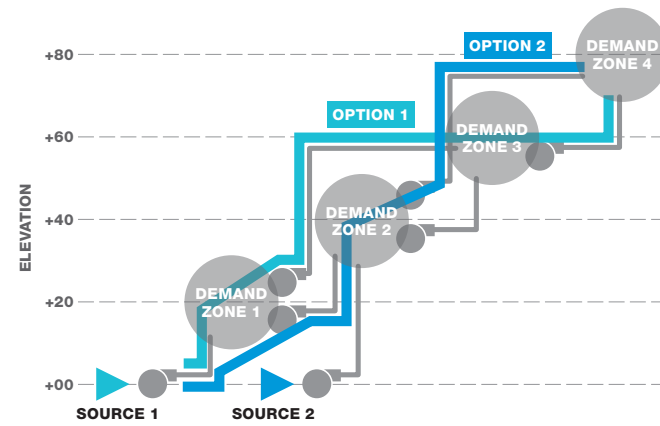 OPTION 2
DEMAND
ZONE 4
+80
OPTION 1
+60
DEMAND
ZONE 3
ELEVATION
+40
DEMAND
ZONE 2
+20
DEMAND
ZONE 1
+00
SOURCE 1
SOURCE 2